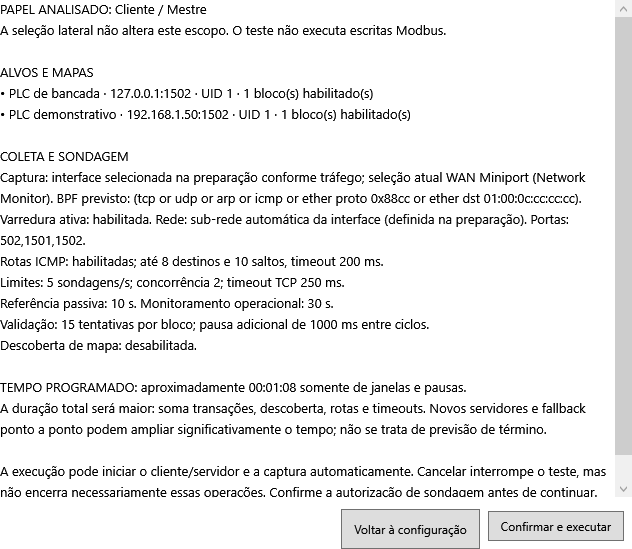 PAPEL ANALISADO: Cliente / Mestre
A seleção lateral não altera este escopo. O teste não executa escritas Modbus.
ALVOS E MAPAS
• PLC de bancada · 127.0.0.1:1502 · UID 1 · 1 bloco(s) habilitado(s)
• PLC demonstrativo · 192.168.1.50:1502 · UID 1 · 1 bloco(s) habilitado(s)
COLETA E SONDAGEM
Captura: interface selecionada na preparação conforme tráfego; seleção atual WAN Miniport (Network
Monitor). BPF previsto: (tcp or udp or arp or icmp or ether proto 0x88cc or ether dst 01:00:0c:cc:cc:cc).
Varredura ativa: habilitada. Rede: sub-rede automática da interface (definida na preparação). Portas:
502,1501,1502.
Rotas ICMP: habilitadas; até 8 destinos e 10 saltos, timeout 200 ms.
Limites: 5 sondagens/s; concorrência 2; timeout TCP 250 ms.
Referência passiva: 10 s. Monitoramento operacional: 30 s.
Validação: 15 tentativas por bloco; pausa adicional de 1000 ms entre ciclos.
Descoberta de mapa: desabilitada.
TEMPO PROGRAMADO: aproximadamente 00:01:08 somente de janelas e pausas.
A duração total será maior: soma transações, descoberta, rotas e timeouts. Novos servidores e fallback
ponto a ponto podem ampliar significativamente o tempo; não se trata de previsão de término.
A execução pode iniciar o cliente/servidor e a captura automaticamente. Cancelar interrompe o teste, mas
não encerra necessariamente essas operações. Confirme a autorização de sondagem antes de continuar.
Voltar à configuração
Confirmar e executar